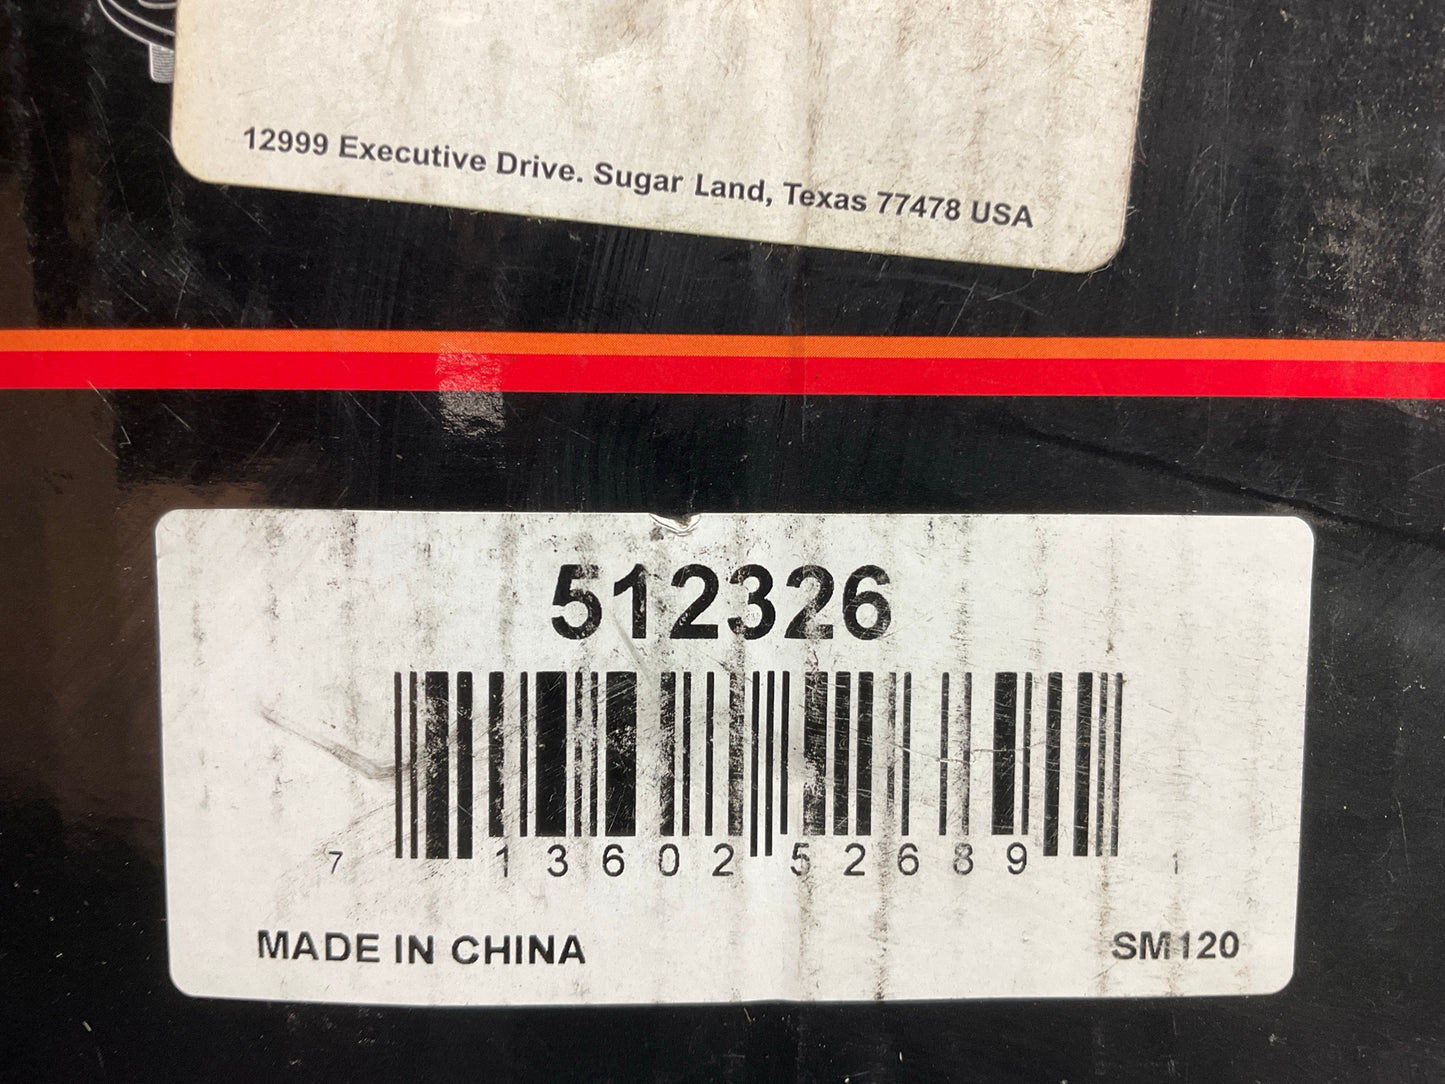 12999 Executive Drive. Sugar Land, Texas 77478 USA
512326
7 13602 52689 1
MADE IN CHINA SM120